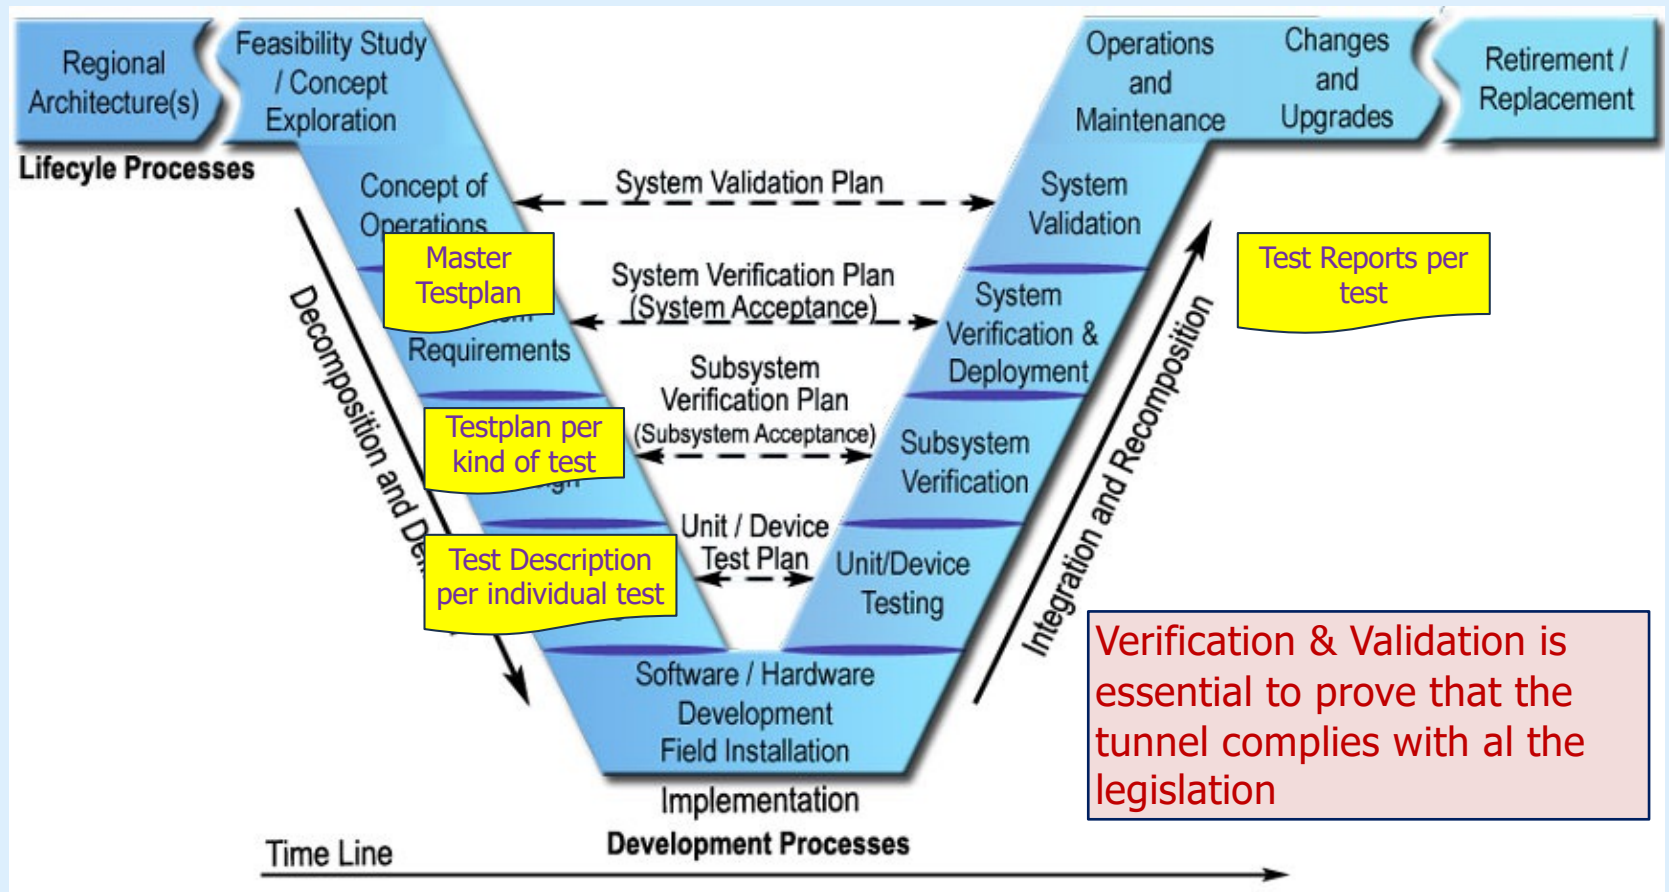 Regional
Architecture(s)
Feasibility Study
/ Concept
Exploration
Operations
and
Maintenance
Changes
and
Upgrades
Retirement /
Replacement
Lifecyle Processes
Concept of
Operations
System Validation Plan
System
Validation
Master
Testplan
System Verification Plan
(System Acceptance)
System
Verification &
Deployment
Test Reports per
test
Requirements
Decomposition and
Subsystem
Verification Plan
(Subsystem Acceptance)
Subsystem
Verification
Testplan per
kind of test
Integration and Recomposition
Unit / Device
Test Plan
Unit/Device
Testing
Test Description
per individual test
Software / Hardware
Development
Field Installation
Verification & Validation is
essential to prove that the
tunnel complies with al the
legislation
Implementation
Development Processes
Time Line